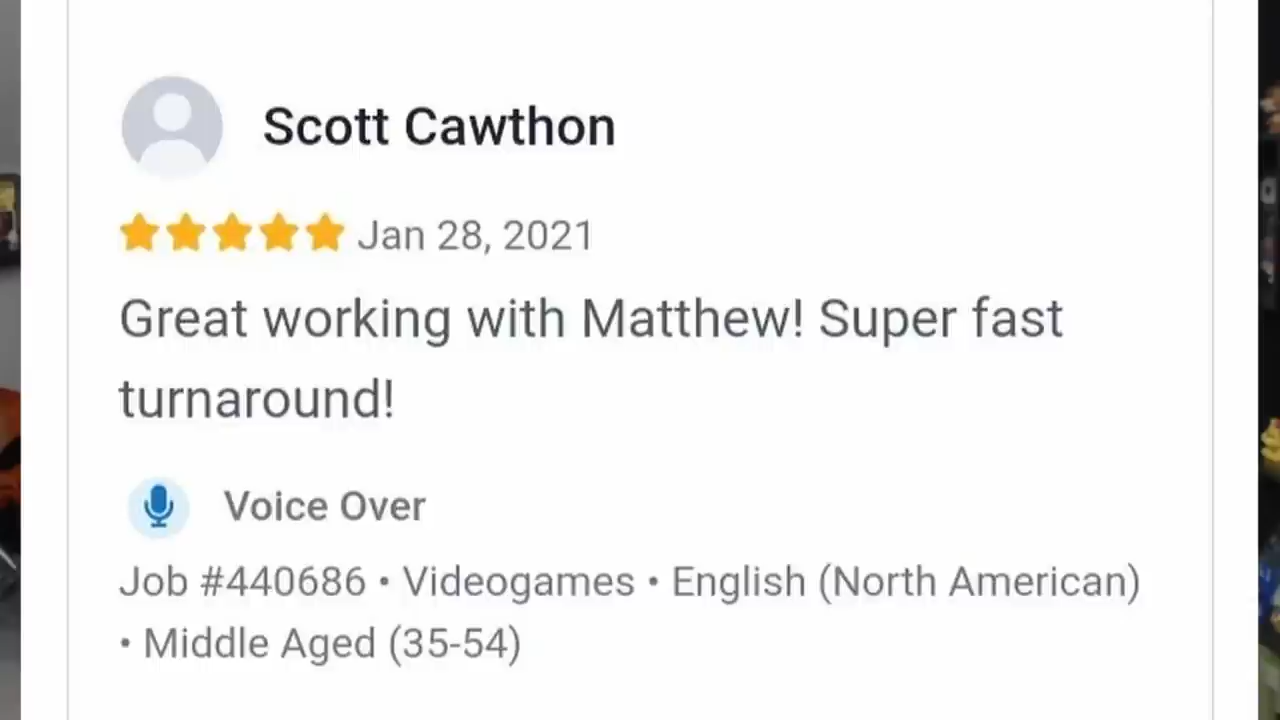 Scott Cawthon
Jan 28, 2021
Great working with Matthew! Super fast
turnaround!
Voice Over
Job #440686 • Videogames • English (North American)
• Middle Aged (35-54)